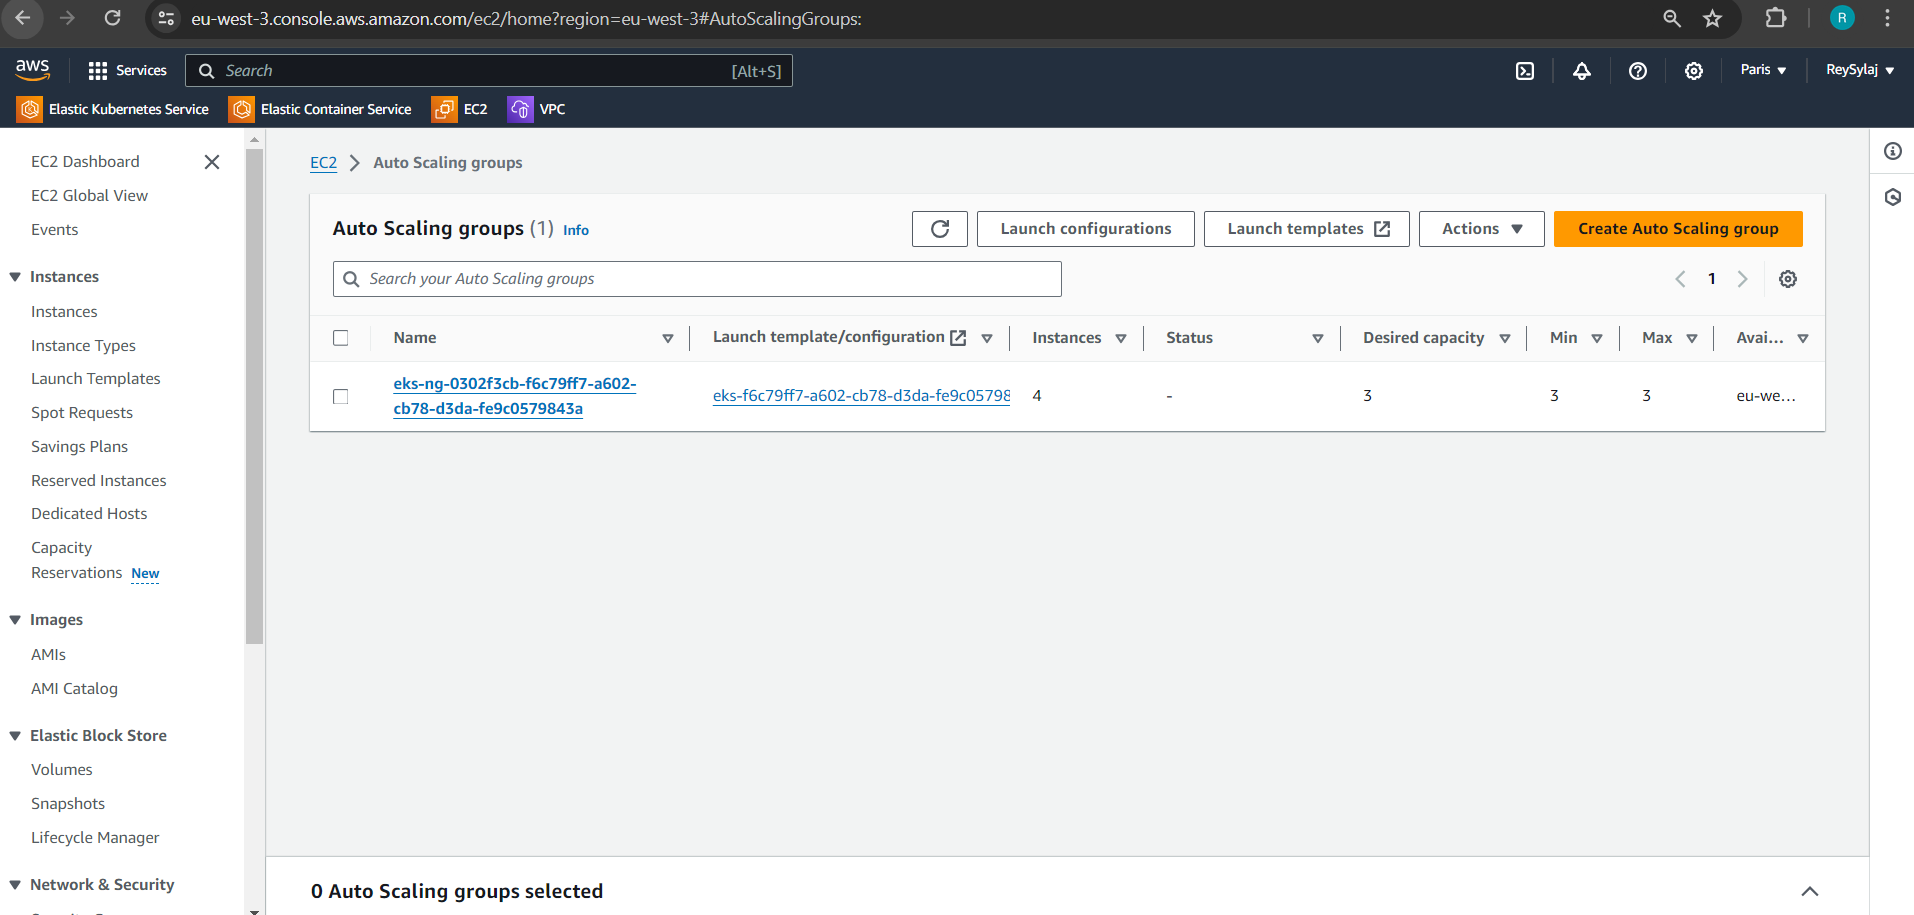 eu-west-3.console.aws.amazon.com/ec2/home?region=eu-west-3#AutoScalingGroups:
R
aws
Services
Search
[Alt+S]
Paris
ReySylaj
Elastic Kubernetes Service
Elastic Container Service
EC2
VPC
EC2 Dashboard
EC2 Global View
Events
Instances
Instances
Instance Types
Launch Templates
Spot Requests
Savings Plans
Reserved Instances
Dedicated Hosts
Capacity
Reservations New
Images
AMIs
AMI Catalog
Elastic Block Store
Volumes
Snapshots
Lifecycle Manager
Network & Security
EC2
Auto Scaling groups
Auto Scaling groups (1) Info
Launch configurations
Launch templates
Actions
Create Auto Scaling group
Search your Auto Scaling groups
1
Name
Launch template/configuration
Instances
Status
Desired capacity
Min
Max
Avai...
eks-ng-0302f3cb-f6c79ff7-a602-
cb78-d3da-fe9c0579843a
eks-f6c79ff7-a602-cb78-d3da-fe9c05798
4
-
3
3
3
eu-we...
0 Auto Scaling groups selected